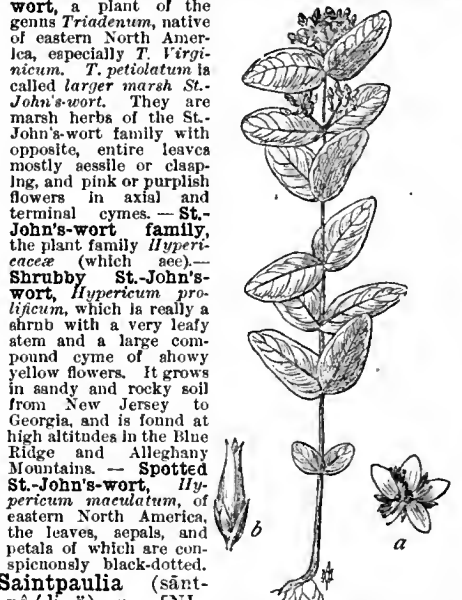 wort, a plant of the
genus Triadenum, native
of eastern North Amer-
ica, especially T. Virgi-
nicum. T. petiolatum is
called larger marsh St.-
John's-wort. They are
marsh herbs of the St.-
John's-wort family with
opposite, entire leaves
mostly sessile or clasp-
ing, and pink or purplish
flowers in axial and
terminal cymes. — St.-
John's-wort family,
the plant family Hyperi-
caceæ (which see).—
Shrubby St.-John's-
wort, Hypericum pro-
lificum, which is really a
shrub with a very leafy
stem and a large com-
pound cyme of showy
yellow flowers. It grows
in sandy and rocky soil
from New Jersey to
Georgia, and is found at
high altitudes in the Blue
Ridge and Alleghany
Mountains. — Spotted
St.-John's-wort, Hy-
pericum maculatum, of
eastern North America,
the leaves, sepals, and
petals of which are con-
spicuously black-dotted.
Saintpaulia (sānt-
b
a